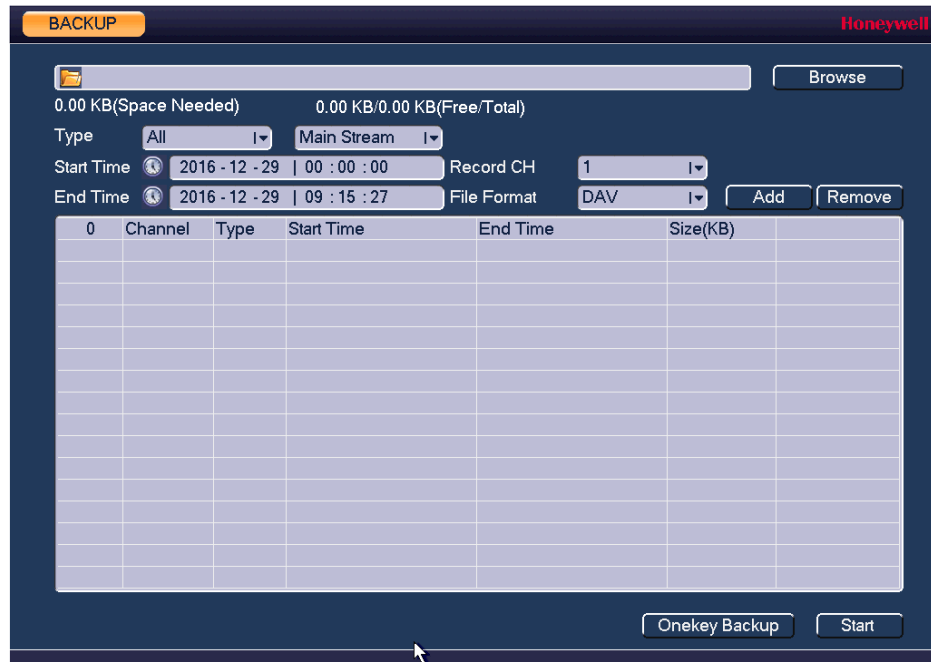 BACKUP Honeywell
Browse
0.00 KB(Space Needed) 0.00 KB/0.00 KB(Free/Total)
Type All Main Stream
Start Time 2016 - 12 - 29 | 00 : 00 : 00 Record CH 1
End Time 2016 - 12 - 29 | 09 : 15 : 27 File Format DAV Add Remove
0 Channel Type Start Time End Time Size(KB)
Onekey Backup Start